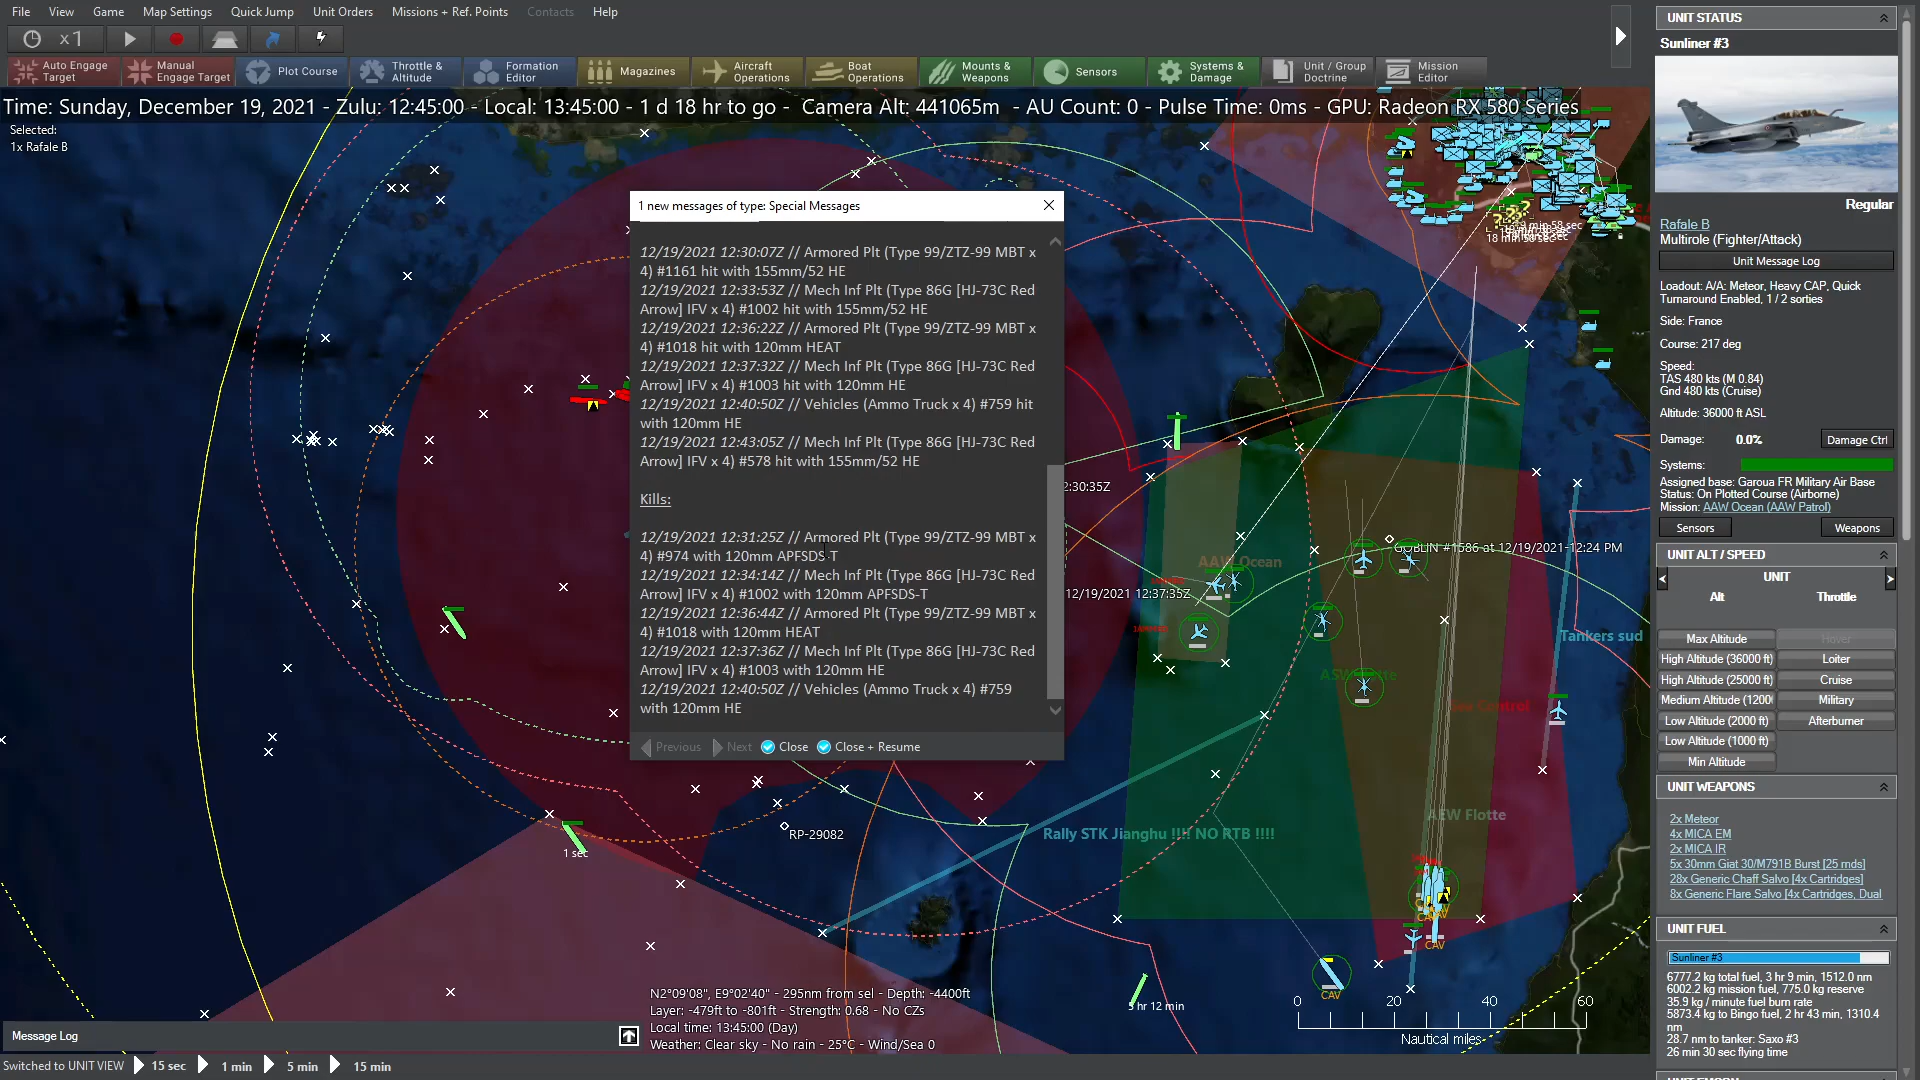 File View Game Map Settings Quick Jump Unit Orders Missions + Ref. Points Contacts Help
x1
Auto Engage Target
Manual Engage Target
Plot Course
Throttle & Altitude
Formation Editor
Magazines
Aircraft Operations
Boat Operations
Mounts & Weapons
Sensors
Systems & Damage
Unit / Group Doctrine
Mission Editor
Time: Sunday, December 19, 2021 - Zulu: 12:45:00 - Local: 13:45:00 - 1 d 18 hr to go - Camera Alt: 441065m - AU Count: 0 - Pulse Time: 0ms - GPU: Radeon RX 580 Series
Selected:
1x Rafale B
1 new messages of type: Special Messages
12/19/2021 12:30:07Z // Armored Plt (Type 99/ZTZ-99 MBT x
4) #1161 hit with 155mm/52 HE
12/19/2021 12:33:53Z // Mech Inf Plt (Type 86G [HJ-73C Red
Arrow] IFV x 4) #1002 hit with 155mm/52 HE
12/19/2021 12:36:22Z // Armored Plt (Type 99/ZTZ-99 MBT x
4) #1018 hit with 120mm HEAT
12/19/2021 12:37:32Z // Mech Inf Plt (Type 86G [HJ-73C Red
Arrow] IFV x 4) #1003 hit with 120mm HE
12/19/2021 12:40:50Z // Vehicles (Ammo Truck x 4) #759 hit
with 120mm HE
12/19/2021 12:43:05Z // Mech Inf Plt (Type 86G [HJ-73C Red
Arrow] IFV x 4) #578 hit with 155mm/52 HE
Kills:
12/19/2021 12:31:25Z // Armored Plt (Type 99/ZTZ-99 MBT x
4) #974 with 120mm APFSDS-T
12/19/2021 12:34:14Z // Mech Inf Plt (Type 86G [HJ-73C Red
Arrow] IFV x 4) #1002 with 120mm APFSDS-T
12/19/2021 12:36:44Z // Armored Plt (Type 99/ZTZ-99 MBT x
4) #1018 with 120mm HEAT
12/19/2021 12:37:36Z // Mech Inf Plt (Type 86G [HJ-73C Red
Arrow] IFV x 4) #1003 with 120mm HE
12/19/2021 12:40:50Z // Vehicles (Ammo Truck x 4) #759
with 120mm HE
Previous Next Close Close + Resume
18 min 58 sec
2:30:35Z
GOBLIN #1586 at 12/19/2021-12:24 PM
AAW Ocean
12/19/2021 12:37:35Z
Tankers sud
Sea Control
AEW Flotte
RP-29082
Rally STK Jianghu !!!! NO RTB !!!!
1 sec
CAV
CAV
3 hr 12 min
0 20 40 60
Nautical miles
N2°09'08", E9°02'40" - 295nm from sel - Depth: -4400ft
Layer: -479ft to -801ft - Strength: 0.68 - No CZs
Local time: 13:45:00 (Day)
Weather: Clear sky - No rain - 25°C - Wind/Sea 0
Message Log
Switched to UNIT VIEW 15 sec 1 min 5 min 15 min
UNIT STATUS
Sunliner #3
Regular
Rafale B
Multirole (Fighter/Attack)
Unit Message Log
Loadout: A/A: Meteor, Heavy CAP, Quick
Turnaround Enabled, 1 / 2 sorties
Side: France
Course: 217 deg
Speed:
TAS 480 kts (M 0.84)
Gnd 480 kts (Cruise)
Altitude: 36000 ft ASL
Damage: 0.0% Damage Ctrl
Systems:
Assigned base: Garoua FR Military Air Base
Status: On Plotted Course (Airborne)
Mission: AAW Ocean (AAW Patrol)
Sensors Weapons
UNIT ALT / SPEED
UNIT
Alt Throttle
Max Altitude Hover
High Altitude (36000 ft) Loiter
High Altitude (25000 ft) Cruise
Medium Altitude (1200 Military
Low Altitude (2000 ft) Afterburner
Low Altitude (1000 ft)
Min Altitude
UNIT WEAPONS
2x Meteor
4x MICA EM
2x MICA IR
5x 30mm Giat 30/M791B Burst [25 rnds]
28x Generic Chaff Salvo [4x Cartridges]
8x Generic Flare Salvo [4x Cartridges, Dual
UNIT FUEL
Sunliner #3
6777.2 kg total fuel, 3 hr 9 min, 1512.0 nm
6002.2 kg mission fuel, 775.0 kg reserve
35.9 kg / minute fuel burn rate
5873.4 kg to Bingo fuel, 2 hr 43 min, 1310.4
nm
28.7 nm to tanker: Saxo #3
26 min 30 sec flying time